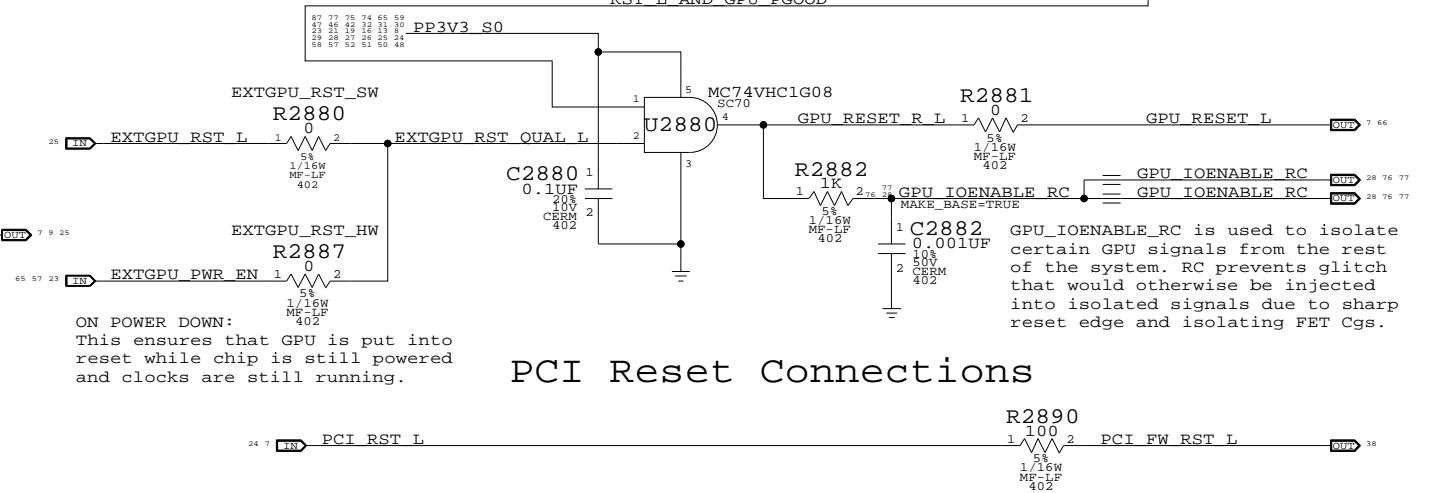 RST_L AND GPU_PGOOD
87 77 75 74 65 59
47 46 42 32 31 30
23 21 19 16 13 8
29 28 27 26 25 24
58 57 52 51 50 48
PP3V3_S0
EXTGPU_RST_SW
R2880
0
25 IN EXTGPU_RST_L 1 2 EXTGPU_RST_QUAL_L
5%
1/16W
MF-LF
402
1
2
5
4
3
MC74VHC1G08
SC70
U2880
C2880
0.1UF
20%
10V
CERM
402
1
2
R2881
0
GPU_RESET_R_L 1 2 GPU_RESET_L OUT 7 66
5%
1/16W
MF-LF
402
R2882
1K
1 2
5%
1/16W
MF-LF
402
77
76 28 GPU_IOENABLE_RC
MAKE_BASE=TRUE
GPU_IOENABLE_RC OUT 28 76 77
GPU_IOENABLE_RC OUT 28 76 77
C2882
0.001UF
10%
50V
CERM
402
1
2
GPU_IOENABLE_RC is used to isolate
certain GPU signals from the rest
of the system. RC prevents glitch
that would otherwise be injected
into isolated signals due to sharp
reset edge and isolating FET Cgs.
OUT 7 9 25
EXTGPU_RST_HW
R2887
0
65 57 23 IN EXTGPU_PWR_EN 1 2
5%
1/16W
MF-LF
402
ON POWER DOWN:
This ensures that GPU is put into
reset while chip is still powered
and clocks are still running.
PCI Reset Connections
R2890
100
24 7 IN PCI_RST_L 1 2 PCI_FW_RST_L OUT 38
5%
1/16W
MF-LF
402